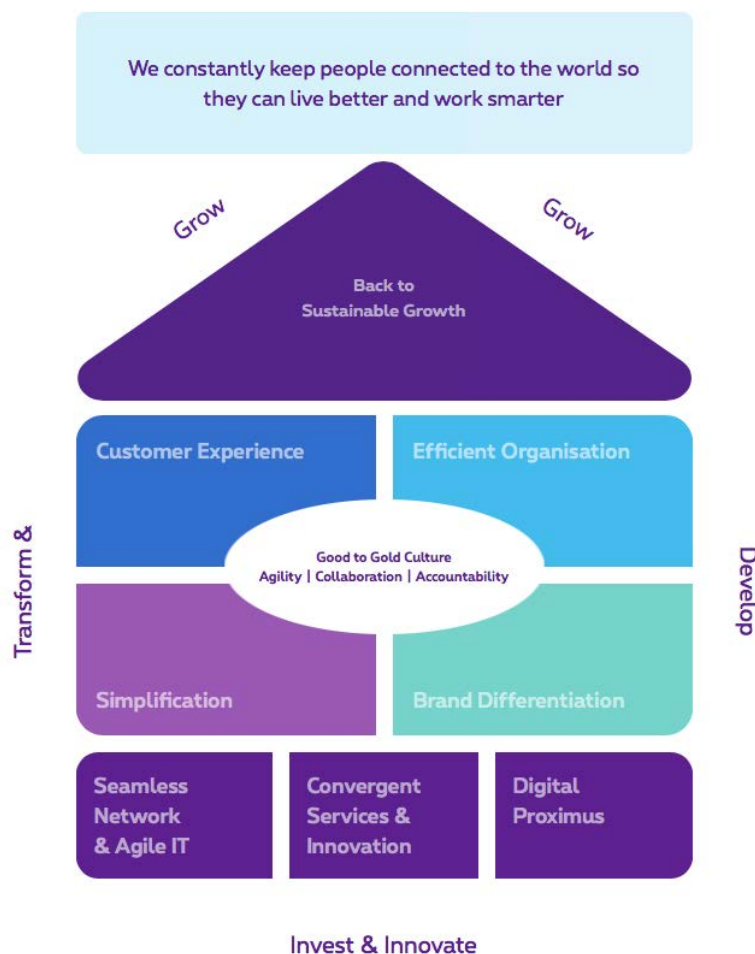 We constantly keep people connected to the world so
they can live better and work smarter
Grow
Grow
Back to
Sustainable Growth
Customer Experience
Efficient Organisation
Good to Gold Culture
Agility | Collaboration | Accountability
Transform &
Develop
Simplification
Brand Differentiation
Seamless
Network
& Agile IT
Convergent
Services &
Innovation
Digital
Proximus
Invest & Innovate